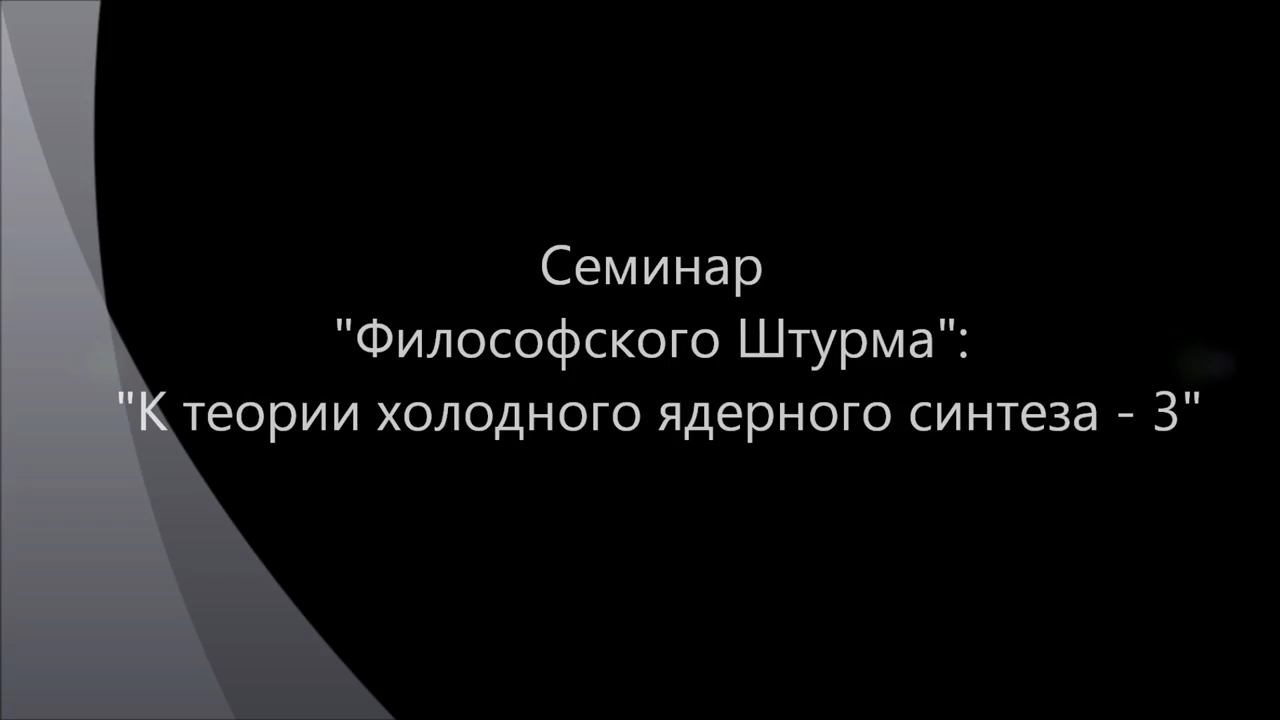 Семинар
"Философского Штурма":
"К теории холодного ядерного синтеза - 3"